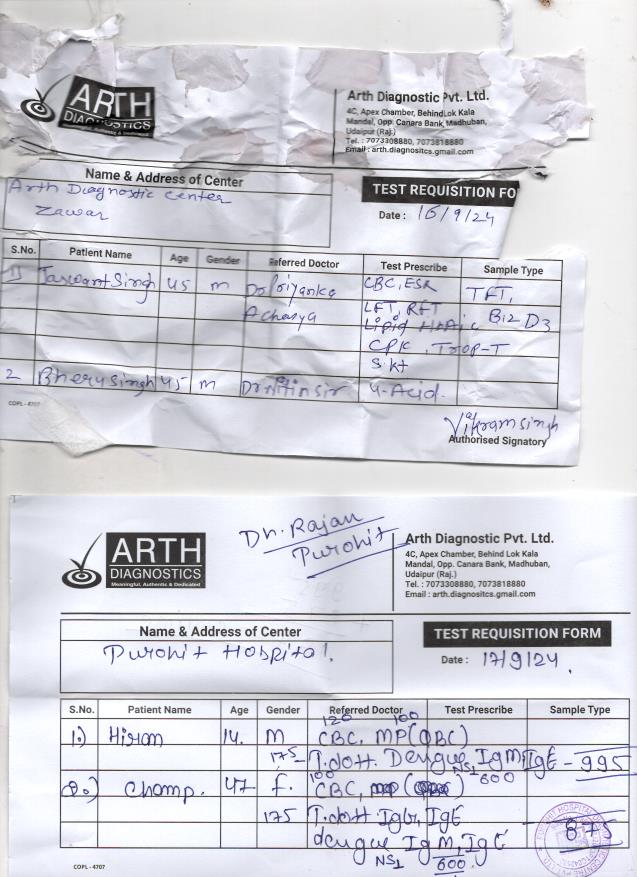 ARTH
DIAGNOSTICS
Meaningful, Authentic & Dedicated
Arth Diagnostic Pvt. Ltd.
4C, Apex Chamber, Behind Lok Kala
Mandal, Opp. Canara Bank, Madhuban,
Udaipur (Raj.)
Tel. : 7073308880, 7073818880
Email : arth.diagnositcs.gmail.com
Name & Address of Center
TEST REQUISITION FO
Arth Diagnostic Center
Zawar
Date : 16/9/24
S.No. Patient Name Age Gender Referred Doctor Test Prescribe Sample Type
1) Jaswant Singh 45 m Dr Priyanka CBC, ESR TFT,
Acharya LFT, RFT B12 D3
Lipid HbA1c
CPK, Trop-T
S.kt
2 Bherusingh 45 m Dr Nitin sir U-Acid.
COPL - 4707
Vikramsingh
Authorised Signatory
Dr. Rajan
Purohit
ARTH
DIAGNOSTICS
Meaningful, Authentic & Dedicated
Arth Diagnostic Pvt. Ltd.
4C, Apex Chamber, Behind Lok Kala
Mandal, Opp. Canara Bank, Madhuban,
Udaipur (Raj.)
Tel. : 7073308880, 7073818880
Email : arth.diagnositcs.gmail.com
Name & Address of Center
TEST REQUISITION FORM
Purohit Hospital.
Date : 17/9/24.
S.No. Patient Name Age Gender Referred Doctor Test Prescribe Sample Type
120 100
1.) Hiram 14. M CBC, MP (QBC)
175- T.dott. Dengue IgM, IgE - 995
NS1 600
100
2.) Champ. 47 f. CBC,
175 T.dott IgG, IgE
dengue IgM, IgE 875
NS1 600
COPL - 4707